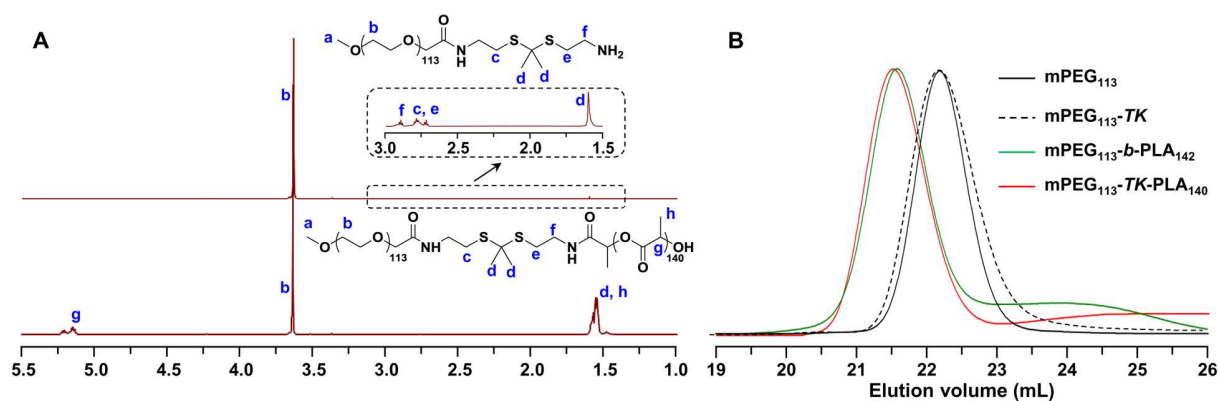 A
B
a
b
O
O
O
113
N
H
c
S
S
d
d
e
f
NH2
b
f
c, e
d
3.0 2.5 2.0 1.5
a
b
O
O
O
113
NH
c
S
S
d
d
e
f
N
H
O
O
O
140
OH
g
h
b
g
d, h
5.5 5.0 4.5 4.0 3.5 3.0 2.5 2.0 1.5 1.0
mPEG113
mPEG113-TK
mPEG113-b-PLA142
mPEG113-TK-PLA140
19 20 21 22 23 24 25 26
Elution volume (mL)